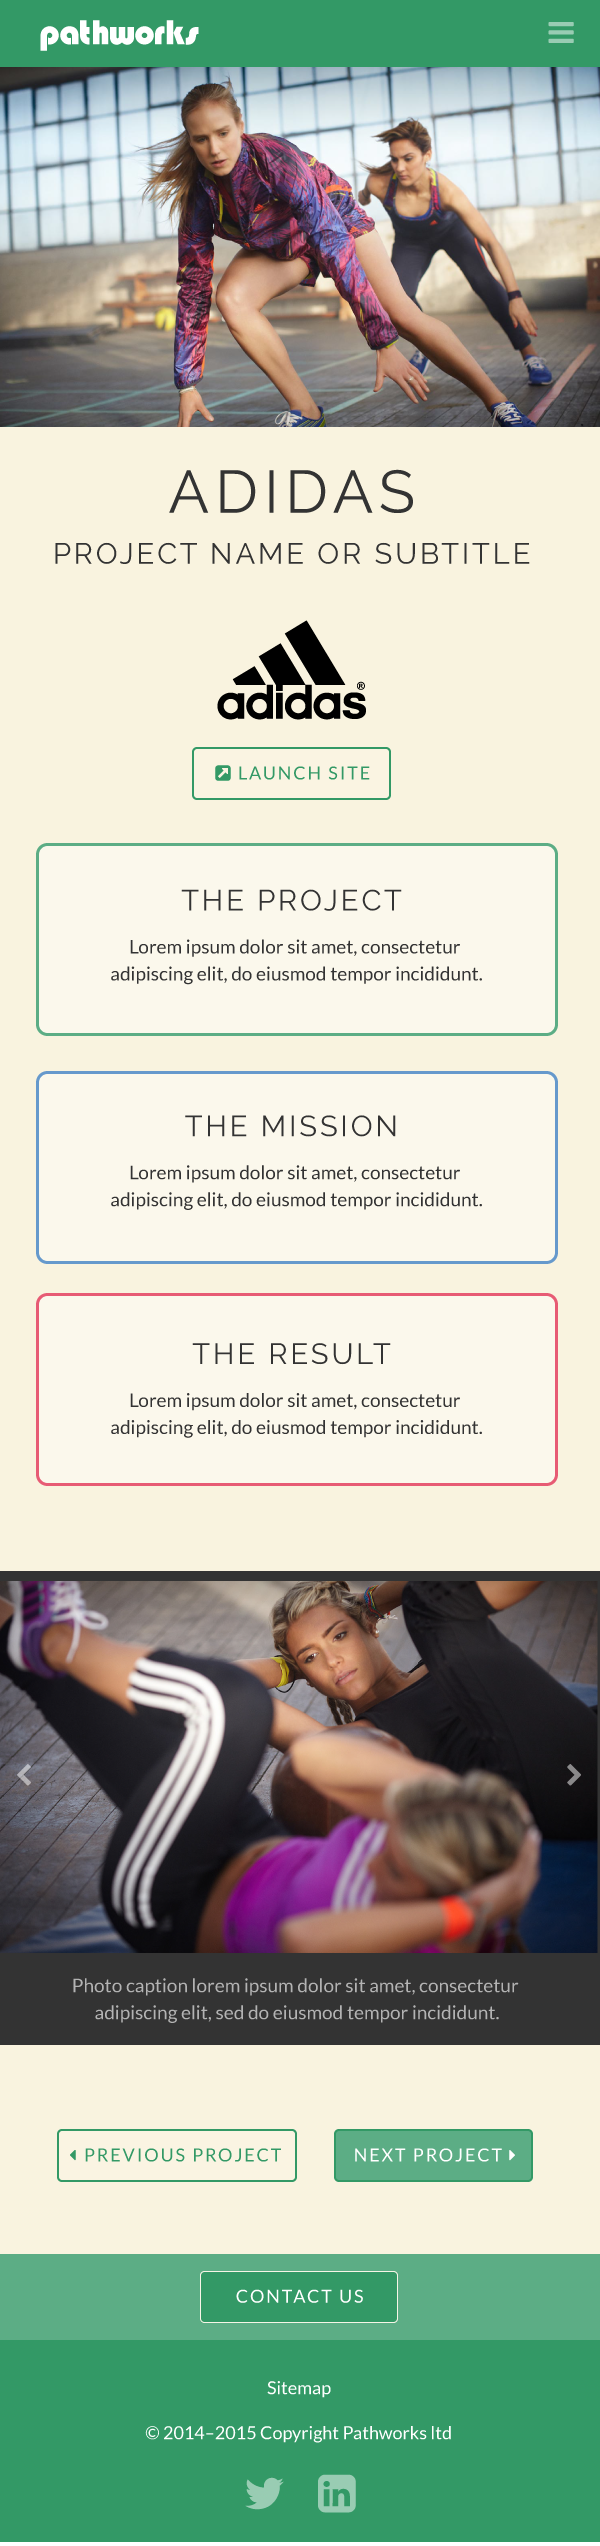 pathworks
ADIDAS
PROJECT NAME OR SUBTITLE
adidas®
LAUNCH SITE
THE PROJECT
Lorem ipsum dolor sit amet, consectetur
adipiscing elit, do eiusmod tempor incididunt.
THE MISSION
Lorem ipsum dolor sit amet, consectetur
adipiscing elit, do eiusmod tempor incididunt.
THE RESULT
Lorem ipsum dolor sit amet, consectetur
adipiscing elit, do eiusmod tempor incididunt.
Photo caption lorem ipsum dolor sit amet, consectetur
adipiscing elit, sed do eiusmod tempor incididunt.
PREVIOUS PROJECT
NEXT PROJECT
CONTACT US
Sitemap
© 2014–2015 Copyright Pathworks ltd
in